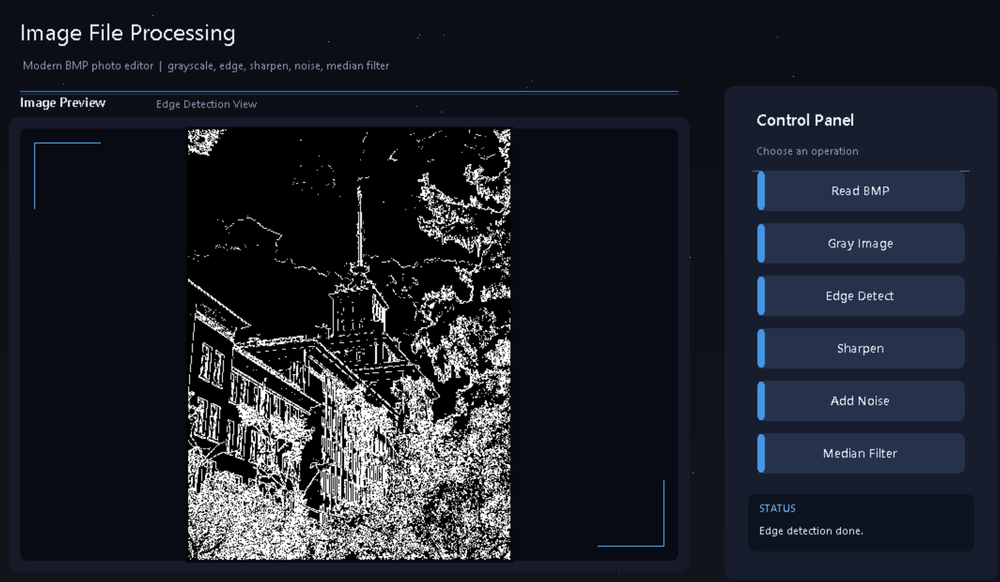 Image File Processing
Modern BMP photo editor | grayscale, edge, sharpen, noise, median filter
Image Preview
Edge Detection View
Control Panel
Choose an operation
Read BMP
Gray Image
Edge Detect
Sharpen
Add Noise
Median Filter
STATUS
Edge detection done.